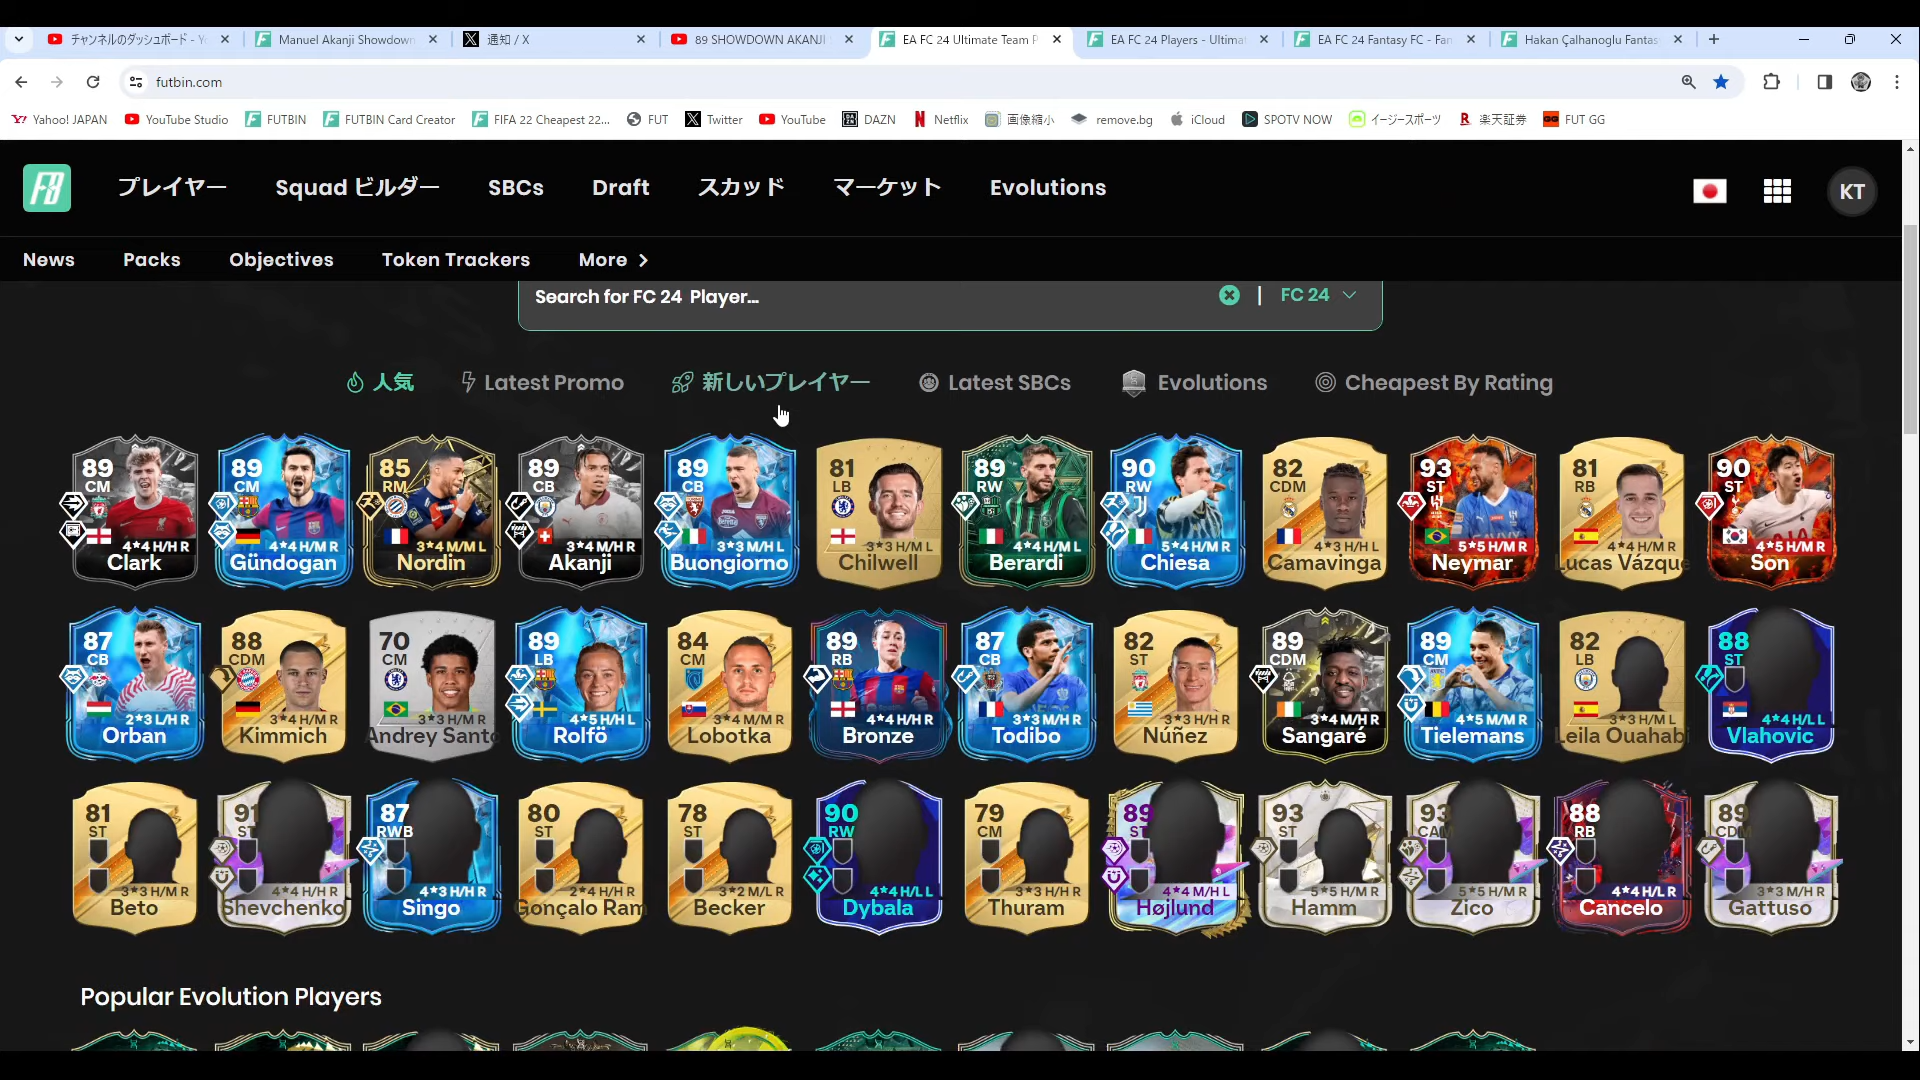 チャンネルのダッシュボード - Yo
Manuel Akanji Showdown
通知 / X
89 SHOWDOWN AKANJI
EA FC 24 Ultimate Team P
EA FC 24 Players - Ultimat
EA FC 24 Fantasy FC - Fan
Hakan Çalhanoglu Fantas
futbin.com
Yahoo! JAPAN
YouTube Studio
FUTBIN
FUTBIN Card Creator
FIFA 22 Cheapest 22...
FUT
Twitter
YouTube
DAZN
Netflix
画像縮小
remove.bg
iCloud
SPOTV NOW
イージースポーツ
楽天証券
FUT GG
プレイヤー
Squad ビルダー
SBCs
Draft
スカッド
マーケット
Evolutions
KT
News
Packs
Objectives
Token Trackers
More
Search for FC 24 Player...
FC 24
人気
Latest Promo
新しいプレイヤー
Latest SBCs
Evolutions
Cheapest By Rating
89 CM 4★4 H/H R Clark
89 CM 4★4 H/M R Gündogan
85 RM 3★4 M/M L Nordin
89 CB 3★4 M/H R Akanji
89 CB 3★3 M/H L Buongiorno
81 LB 3★3 H/M L Chilwell
89 RW 4★4 H/M L Berardi
90 RW 5★4 H/M R Chiesa
82 CDM 4★3 H/H L Camavinga
93 ST 5★5 H/M R Neymar
81 RB 4★4 H/M R Lucas Vázque
90 ST 4★5 H/M R Son
87 CB 2★3 L/H R Orban
88 CDM 3★4 H/M R Kimmich
70 CM 3★3 H/M R Andrey Santo
89 LB 4★5 H/H L Rolfö
84 CM 3★4 M/M R Lobotka
89 RB 4★4 H/H R Bronze
87 CB 3★3 M/H R Todibo
82 ST 3★3 H/H R Núñez
89 CDM 3★4 M/H R Sangaré
89 CM 4★5 M/M R Tielemans
82 LB 3★3 H/M L Leila Ouahabi
88 ST 4★4 H/L L Vlahovic
81 ST 3★3 H/M R Beto
91 ST 4★4 H/H R Shevchenko
87 RWB 4★3 H/H R Singo
80 ST 2★4 H/H R Gonçalo Ram
78 ST 3★2 M/L R Becker
90 RW 4★4 H/L L Dybala
79 CM 3★3 H/H R Thuram
89 ST 4★4 M/H L Højlund
93 ST 5★5 H/M R Hamm
93 CAM 5★5 H/M R Zico
88 RB 4★4 H/L R Cancelo
89 CDM 3★3 M/H R Gattuso
Popular Evolution Players